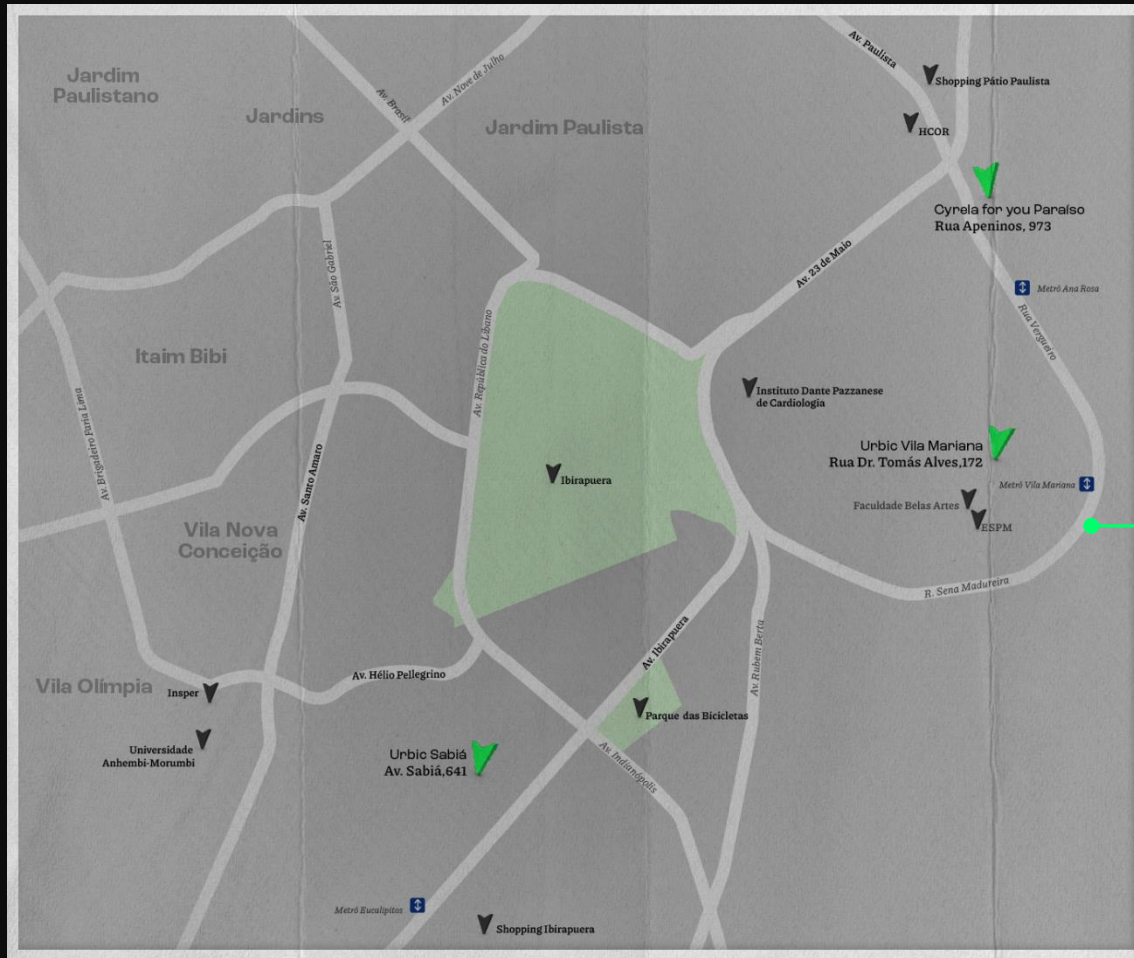 Av. Paulista
Jardim
Paulistano
Av. Nove de Julho
Shopping Pátio Paulista
Av. Brasil
Jardins
Jardim Paulista
HCOR
Cyrela for you Paraíso
Rua Apeninos, 973
Av. São Gabriel
Av. 23 de Maio
Metrô Ana Rosa
Rua Vergueiro
Itaim Bibi
Av. República do Líbano
Instituto Dante Pazzanese
de Cardiologia
Av. Brigadeiro Faria Lima
Urbic Vila Mariana
Rua Dr. Tomás Alves,172
Av. Santo Amaro
Ibirapuera
Metrô Vila Mariana
Faculdade Belas Artes
ESPM
Vila Nova
Conceição
R. Sena Madureira
Av. Ibirapuera
Av. Rubem Berta
Av. Hélio Pellegrino
Vila Olímpia
Insper
Parque das Bicicletas
Universidade
Anhembi-Morumbi
Urbic Sabiá
Av. Sabiá,641
Av. Indianópolis
Metrô Eucalipitos
Shopping Ibirapuera